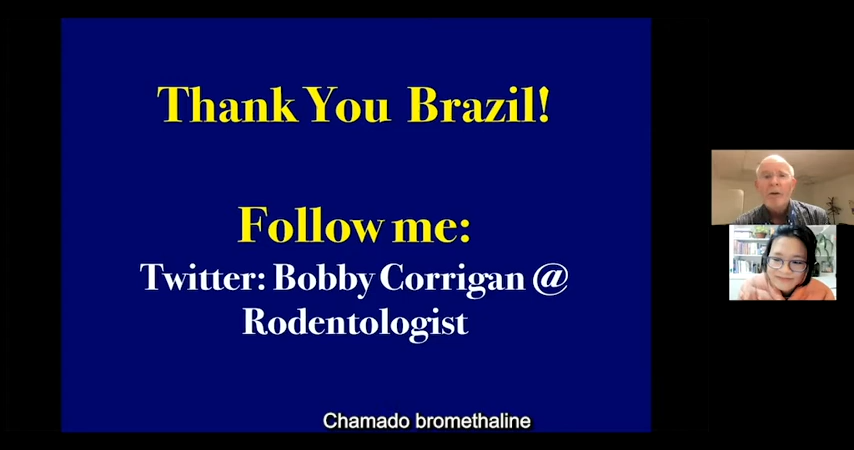 Thank You Brazil!
Follow me:
Twitter: Bobby Corrigan @
Rodentologist
Chamado bromethaline